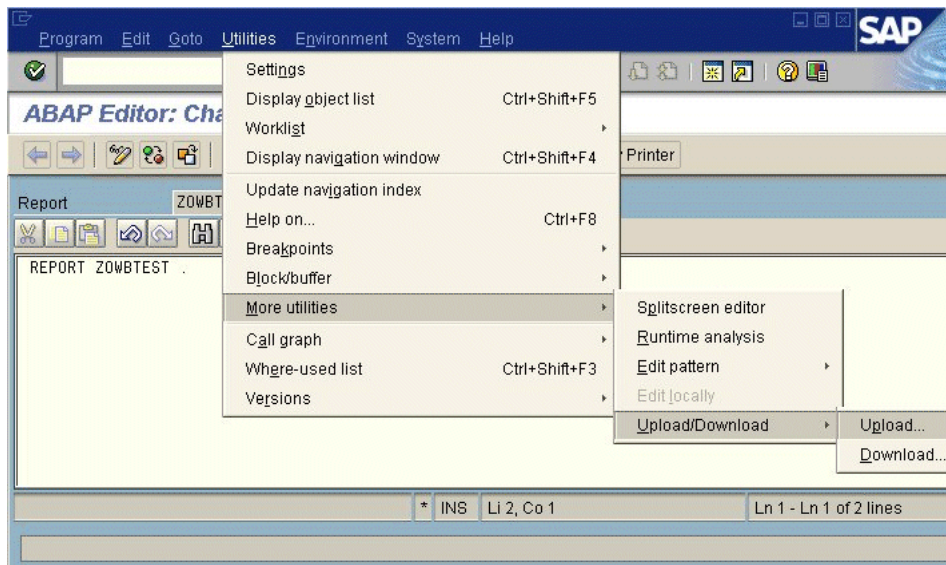 Program Edit Goto Utilities Environment System Help
SAP
ABAP Editor: Cha
Printer
Report ZOWBT
REPORT ZOWBTEST .
Settings
Display object list Ctrl+Shift+F5
Worklist
Display navigation window Ctrl+Shift+F4
Update navigation index
Help on... Ctrl+F8
Breakpoints
Block/buffer
More utilities
Call graph
Where-used list Ctrl+Shift+F3
Versions
Splitscreen editor
Runtime analysis
Edit pattern
Edit locally
Upload/Download
Upload...
Download...
* INS Li 2, Co 1 Ln 1 - Ln 1 of 2 lines